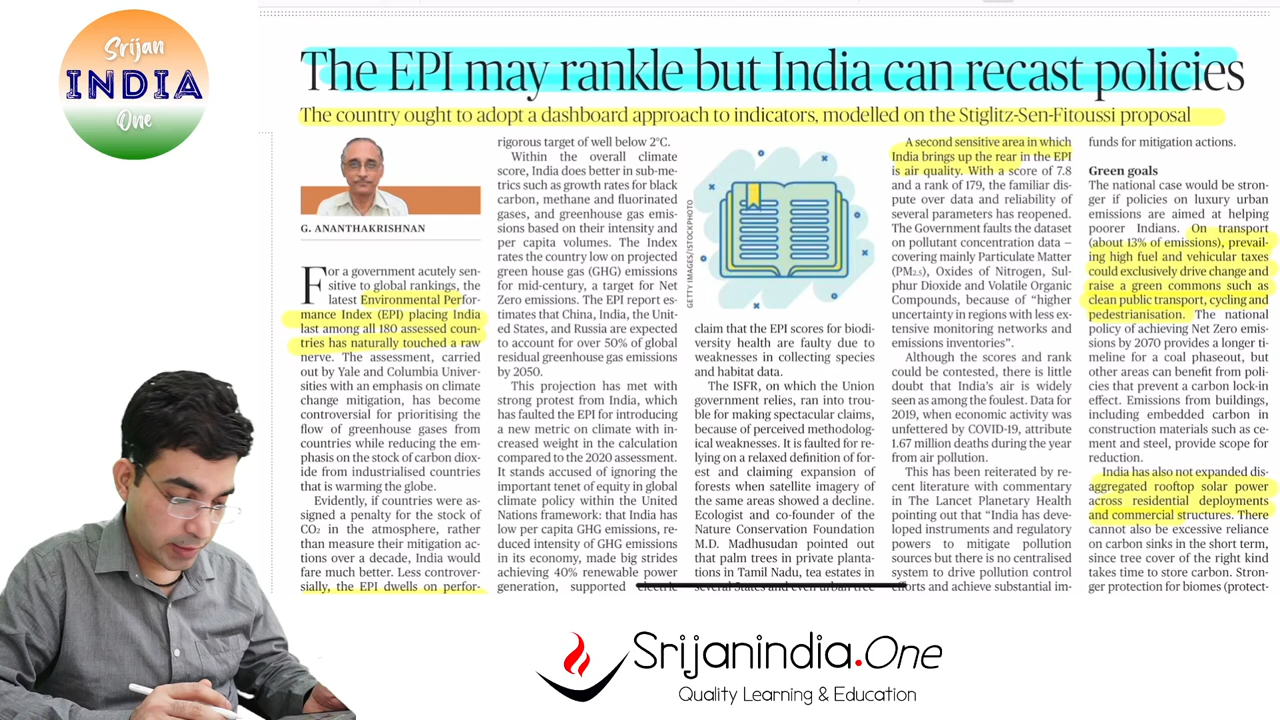 Srijan
INDIA
One
The EPI may rankle but India can recast policies
The country ought to adopt a dashboard approach to indicators, modelled on the Stiglitz-Sen-Fitoussi proposal
G. ANANTHAKRISHNAN
For a government acutely sen-
sitive to global rankings, the
latest Environmental Perfor-
mance Index (EPI) placing India
last among all 180 assessed coun-
tries has naturally touched a raw
nerve. The assessment, carried
out by Yale and Columbia Univer-
sities with an emphasis on climate
change mitigation, has become
controversial for prioritising the
flow of greenhouse gases from
countries while reducing the em-
phasis on the stock of carbon diox-
ide from industrialised countries
that is warming the globe.
Evidently, if countries were as-
signed a penalty for the stock of
CO₂ in the atmosphere, rather
than measure their mitigation ac-
tions over a decade, India would
fare much better. Less controver-
sially, the EPI dwells on perfor-
rigorous target of well below 2°C.
Within the overall climate
score, India does better in sub-me-
trics such as growth rates for black
carbon, methane and fluorinated
gases, and greenhouse gas emis-
sions based on their intensity and
per capita volumes. The Index
rates the country low on projected
green house gas (GHG) emissions
for mid-century, a target for Net
Zero emissions. The EPI report es-
timates that China, India, the Unit-
ed States, and Russia are expected
to account for over 50% of global
residual greenhouse gas emissions
by 2050.
This projection has met with
strong protest from India, which
has faulted the EPI for introducing
a new metric on climate with in-
creased weight in the calculation
compared to the 2020 assessment.
It stands accused of ignoring the
important tenet of equity in global
climate policy within the United
Nations framework: that India has
low per capita GHG emissions, re-
duced intensity of GHG emissions
in its economy, made big strides
achieving 40% renewable power
generation, supported electric
GETTY IMAGES/ISTOCKPHOTO
claim that the EPI scores for biodi-
versity health are faulty due to
weaknesses in collecting species
and habitat data.
The ISFR, on which the Union
government relies, ran into trou-
ble for making spectacular claims,
because of perceived methodolog-
ical weaknesses. It is faulted for re-
lying on a relaxed definition of for-
est and claiming expansion of
forests when satellite imagery of
the same areas showed a decline.
Ecologist and co-founder of the
Nature Conservation Foundation
M.D. Madhusudan pointed out
that palm trees in private planta-
tions in Tamil Nadu, tea estates in
several States and even urban tree
A second sensitive area in which
India brings up the rear in the EPI
is air quality. With a score of 7.8
and a rank of 179, the familiar dis-
pute over data and reliability of
several parameters has reopened.
The Government faults the dataset
on pollutant concentration data –
covering mainly Particulate Matter
(PM2.5), Oxides of Nitrogen, Sul-
phur Dioxide and Volatile Organic
Compounds, because of “higher
uncertainty in regions with less ex-
tensive monitoring networks and
emissions inventories”.
Although the scores and rank
could be contested, there is little
doubt that India’s air is widely
seen as among the foulest. Data for
2019, when economic activity was
unfettered by COVID-19, attribute
1.67 million deaths during the year
from air pollution.
This has been reiterated by re-
cent literature with commentary
in The Lancet Planetary Health
pointing out that “India has deve-
loped instruments and regulatory
powers to mitigate pollution
sources but there is no centralised
system to drive pollution control
efforts and achieve substantial im-
funds for mitigation actions.
Green goals
The national case would be stron-
ger if policies on luxury urban
emissions are aimed at helping
poorer Indians. On transport
(about 13% of emissions), prevail-
ing high fuel and vehicular taxes
could exclusively drive change and
raise a green commons such as
clean public transport, cycling and
pedestrianisation. The national
policy of achieving Net Zero emis-
sions by 2070 provides a longer ti-
meline for a coal phaseout, but
other areas can benefit from poli-
cies that prevent a carbon lock-in
effect. Emissions from buildings,
including embedded carbon in
construction materials such as ce-
ment and steel, provide scope for
reduction.
India has also not expanded dis-
aggregated rooftop solar power
across residential deployments
and commercial structures. There
cannot also be excessive reliance
on carbon sinks in the short term,
since tree cover of the right kind
takes time to store carbon. Stron-
ger protection for biomes (protect-
Srijanindia.One
Quality Learning & Education